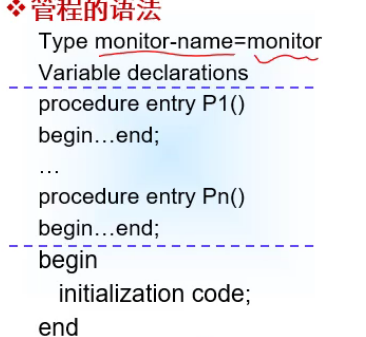 ❖管程的语法
Type monitor-name=monitor
Variable declarations
procedure entry P1()
begin…end;
…
procedure entry Pn()
begin…end;
begin
initialization code;
end